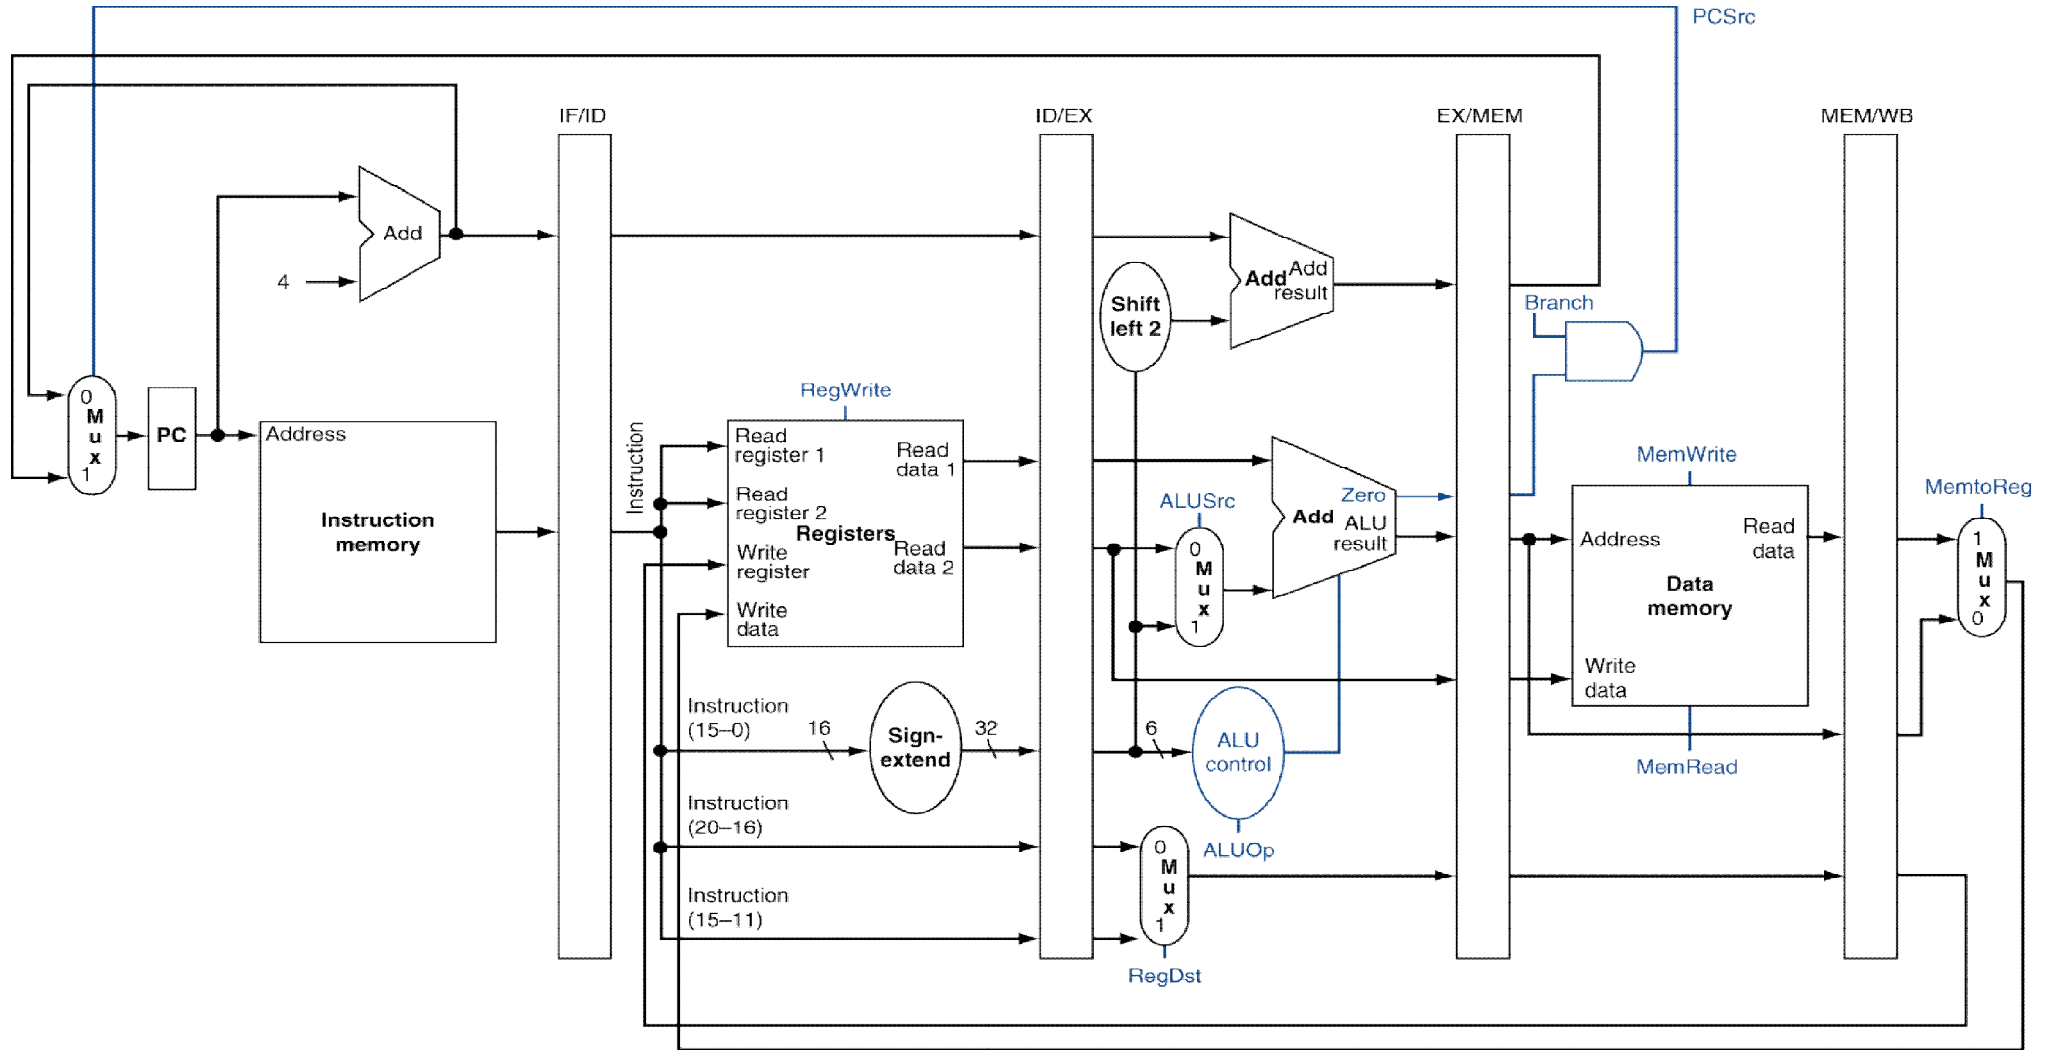 PCSrc
IF/ID
ID/EX
EX/MEM
MEM/WB
Add
4
Add
Add
result
Shift
left 2
Branch
0
M
u
x
1
PC
Address
Instruction
memory
Instruction
RegWrite
Read
register 1
Read
register 2
Write
register
Write
data
Registers
Read
data 1
Read
data 2
ALUSrc
0
M
u
x
1
Zero
Add
ALU
result
MemWrite
Address
Read
data
Data
memory
Write
data
MemRead
MemtoReg
1
M
u
x
0
Instruction
(15–0)
16
Sign-
extend
32
6
ALU
control
ALUOp
Instruction
(20–16)
Instruction
(15–11)
0
M
u
x
1
RegDst